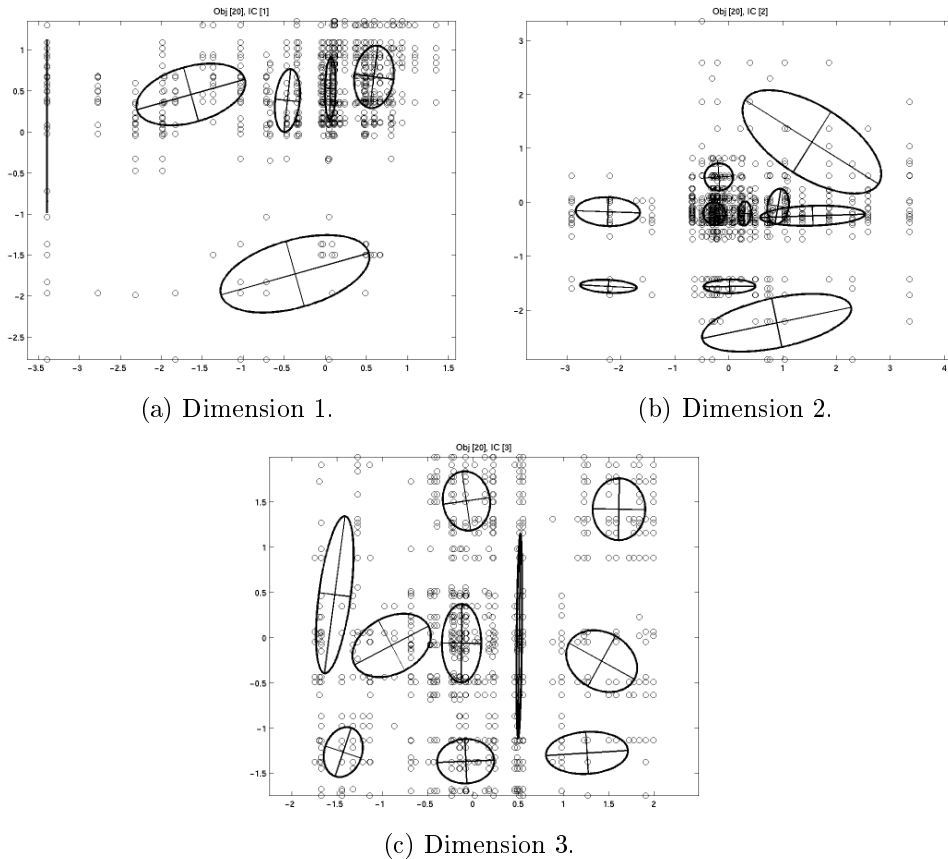 Obj [20], IC [1]
1
0.5
0
-0.5
-1
-1.5
-2
-2.5
-3.5 -3 -2.5 -2 -1.5 -1 -0.5 0 0.5 1 1.5
(a) Dimension 1.
Obj [20], IC [2]
3
2
1
0
-1
-2
-3 -2 -1 0 1 2 3 4
(b) Dimension 2.
Obj [20], IC [3]
1.5
1
0.5
0
-0.5
-1
-1.5
-2 -1.5 -1 -0.5 0 0.5 1 1.5 2
(c) Dimension 3.